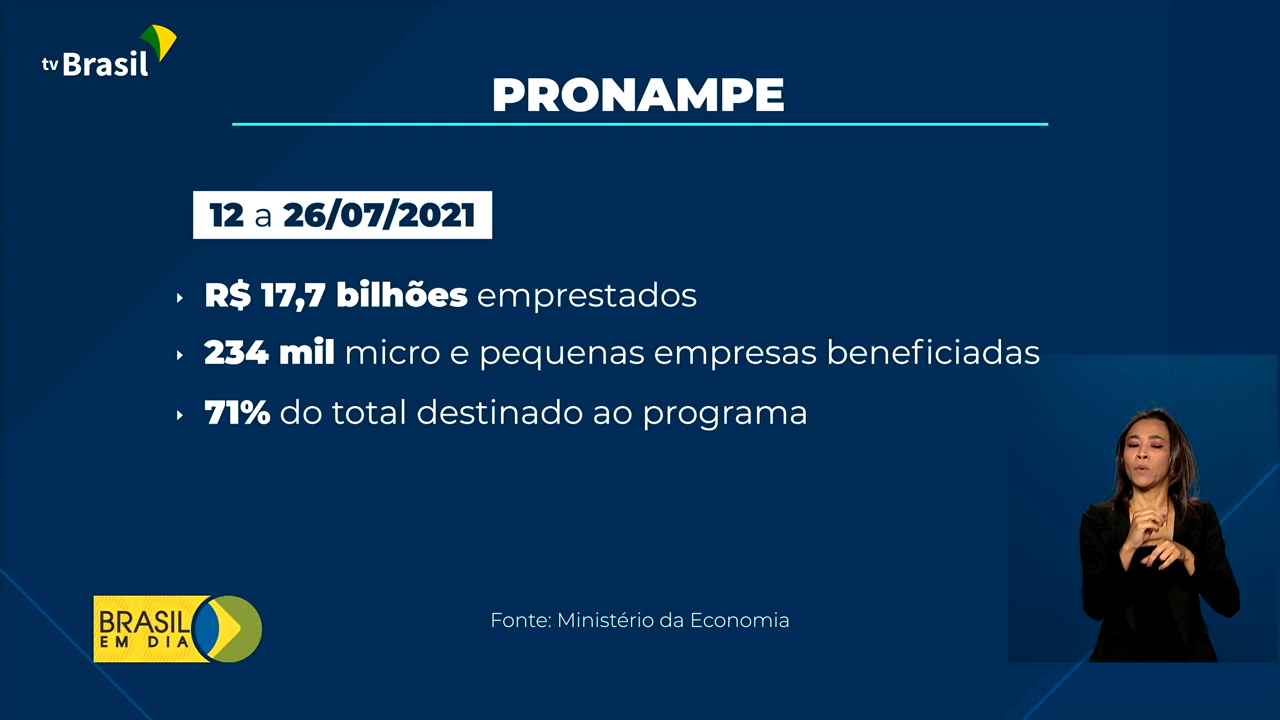 tv Brasil
PRONAMPE
12 a 26/07/2021
R$ 17,7 bilhões emprestados
234 mil micro e pequenas empresas beneficiadas
71% do total destinado ao programa
BRASIL
EM DIA
Fonte: Ministério da Economia